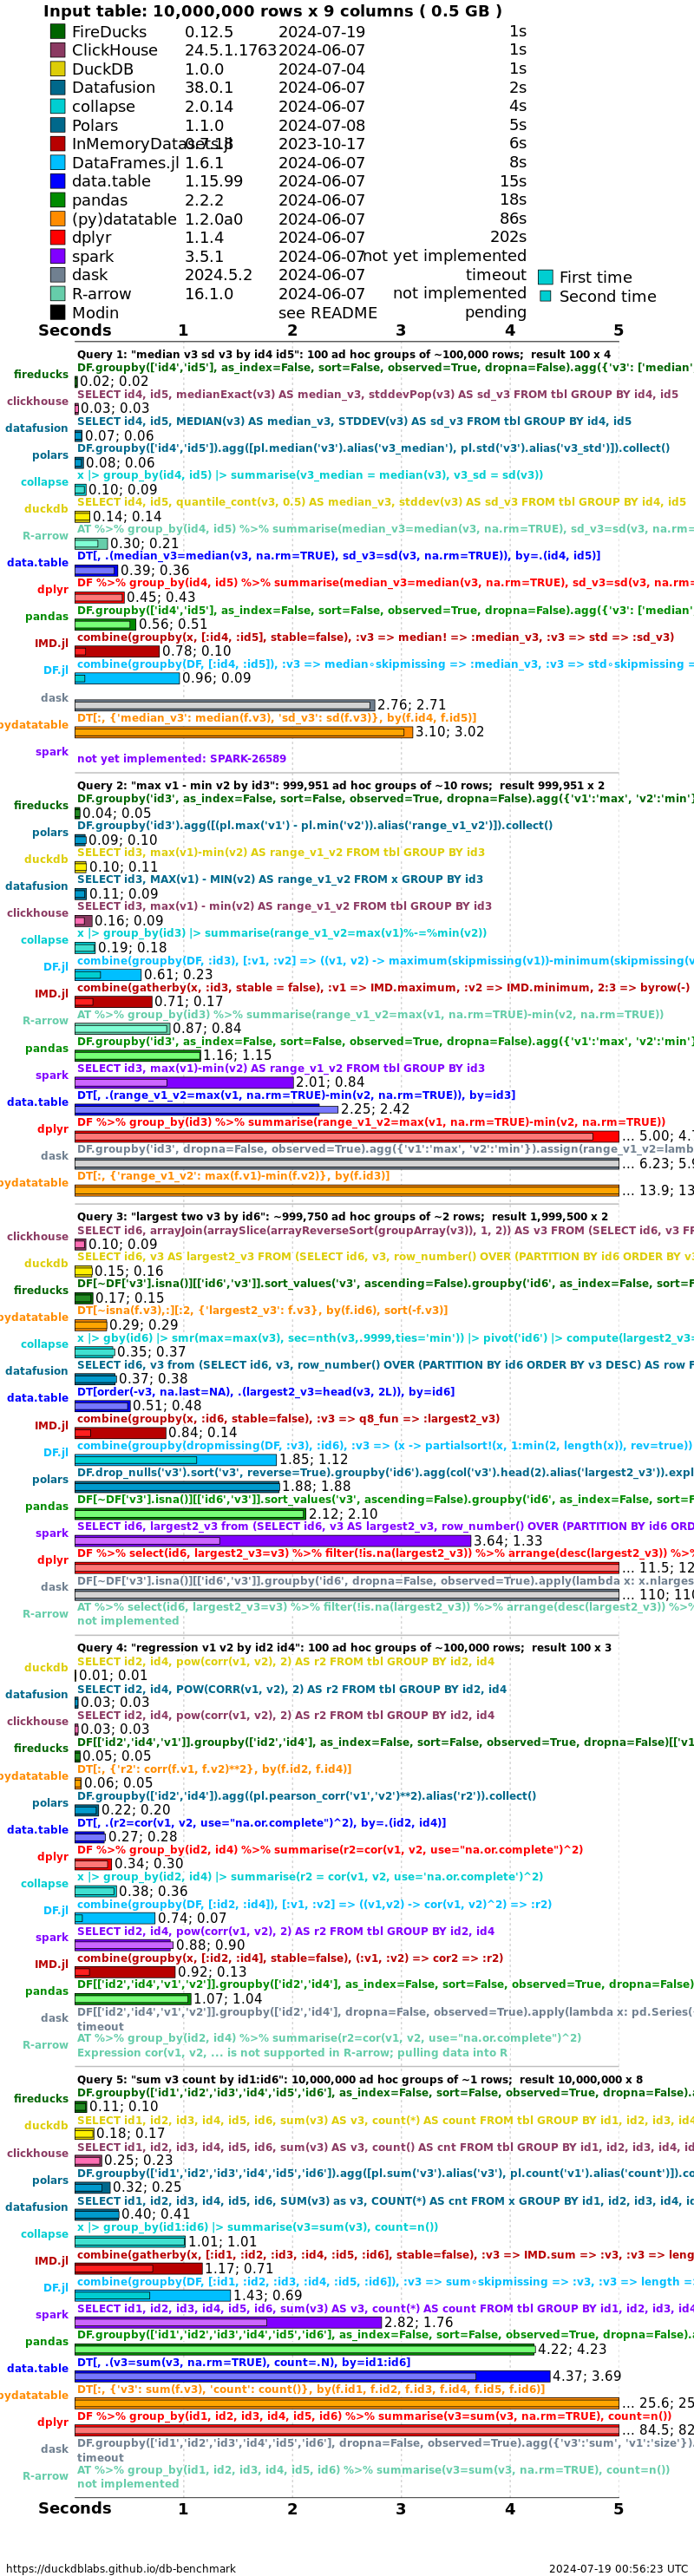 Input table: 10,000,000 rows x 9 columns ( 0.5 GB )
FireDucks 0.12.5 2024-07-19 1s
ClickHouse 24.5.1.1763 2024-06-07 1s
DuckDB 1.0.0 2024-07-04 1s
Datafusion 38.0.1 2024-06-07 2s
collapse 2.0.14 2024-06-07 4s
Polars 1.1.0 2024-07-08 5s
InMemoryDatasets.jl 0.7.18 2023-10-17 6s
DataFrames.jl 1.6.1 2024-06-07 8s
data.table 1.15.99 2024-06-07 15s
pandas 2.2.2 2024-06-07 18s
(py)datatable 1.2.0a0 2024-06-07 86s
dplyr 1.1.4 2024-06-07 202s
spark 3.5.1 2024-06-07 not yet implemented
dask 2024.5.2 2024-06-07 timeout First time
R-arrow 16.1.0 2024-06-07 not implemented Second time
Modin see README pending
Seconds 1 2 3 4 5
Query 1: "median v3 sd v3 by id4 id5": 100 ad hoc groups of ~100,000 rows; result 100 x 4
fireducks DF.groupby(['id4','id5'], as_index=False, sort=False, observed=True, dropna=False).agg({'v3': ['median'
0.02; 0.02
clickhouse SELECT id4, id5, medianExact(v3) AS median_v3, stddevPop(v3) AS sd_v3 FROM tbl GROUP BY id4, id5
0.03; 0.03
datafusion SELECT id4, id5, MEDIAN(v3) AS median_v3, STDDEV(v3) AS sd_v3 FROM tbl GROUP BY id4, id5
0.07; 0.06
polars DF.groupby(['id4','id5']).agg([pl.median('v3').alias('v3_median'), pl.std('v3').alias('v3_std')]).collect()
0.08; 0.06
collapse x |> group_by(id4, id5) |> summarise(v3_median = median(v3), v3_sd = sd(v3))
0.10; 0.09
duckdb SELECT id4, id5, quantile_cont(v3, 0.5) AS median_v3, stddev(v3) AS sd_v3 FROM tbl GROUP BY id4, id5
0.14; 0.14
R-arrow AT %>% group_by(id4, id5) %>% summarise(median_v3=median(v3, na.rm=TRUE), sd_v3=sd(v3, na.rm=
0.30; 0.21
data.table DT[, .(median_v3=median(v3, na.rm=TRUE), sd_v3=sd(v3, na.rm=TRUE)), by=.(id4, id5)]
0.39; 0.36
dplyr DF %>% group_by(id4, id5) %>% summarise(median_v3=median(v3, na.rm=TRUE), sd_v3=sd(v3, na.rm=
0.45; 0.43
pandas DF.groupby(['id4','id5'], as_index=False, sort=False, observed=True, dropna=False).agg({'v3': ['median'
0.56; 0.51
IMD.jl combine(groupby(x, [:id4, :id5], stable=false), :v3 => median! => :median_v3, :v3 => std => :sd_v3)
0.78; 0.10
DF.jl combine(groupby(DF, [:id4, :id5]), :v3 => median∘skipmissing => :median_v3, :v3 => std∘skipmissing =
0.96; 0.09
dask
2.76; 2.71
pydatatable DT[:, {'median_v3': median(f.v3), 'sd_v3': sd(f.v3)}, by(f.id4, f.id5)]
3.10; 3.02
spark not yet implemented: SPARK-26589
Query 2: "max v1 - min v2 by id3": 999,951 ad hoc groups of ~10 rows; result 999,951 x 2
fireducks DF.groupby('id3', as_index=False, sort=False, observed=True, dropna=False).agg({'v1':'max', 'v2':'min'}
0.04; 0.05
polars DF.groupby('id3').agg([(pl.max('v1') - pl.min('v2')).alias('range_v1_v2')]).collect()
0.09; 0.10
duckdb SELECT id3, max(v1)-min(v2) AS range_v1_v2 FROM tbl GROUP BY id3
0.10; 0.11
datafusion SELECT id3, MAX(v1) - MIN(v2) AS range_v1_v2 FROM x GROUP BY id3
0.11; 0.09
clickhouse SELECT id3, max(v1) - min(v2) AS range_v1_v2 FROM tbl GROUP BY id3
0.16; 0.09
collapse x |> group_by(id3) |> summarise(range_v1_v2=max(v1)%-=%min(v2))
0.19; 0.18
DF.jl combine(groupby(DF, :id3), [:v1, :v2] => ((v1, v2) -> maximum(skipmissing(v1))-minimum(skipmissing(v
0.61; 0.23
IMD.jl combine(gatherby(x, :id3, stable = false), :v1 => IMD.maximum, :v2 => IMD.minimum, 2:3 => byrow(-)
0.71; 0.17
R-arrow AT %>% group_by(id3) %>% summarise(range_v1_v2=max(v1, na.rm=TRUE)-min(v2, na.rm=TRUE))
0.87; 0.84
pandas DF.groupby('id3', as_index=False, sort=False, observed=True, dropna=False).agg({'v1':'max', 'v2':'min'}
1.16; 1.15
spark SELECT id3, max(v1)-min(v2) AS range_v1_v2 FROM tbl GROUP BY id3
2.01; 0.84
data.table DT[, .(range_v1_v2=max(v1, na.rm=TRUE)-min(v2, na.rm=TRUE)), by=id3]
2.25; 2.42
dplyr DF %>% group_by(id3) %>% summarise(range_v1_v2=max(v1, na.rm=TRUE)-min(v2, na.rm=TRUE))
... 5.00; 4.7
dask DF.groupby('id3', dropna=False, observed=True).agg({'v1':'max', 'v2':'min'}).assign(range_v1_v2=lamb
... 6.23; 5.9
pydatatable DT[:, {'range_v1_v2': max(f.v1)-min(f.v2)}, by(f.id3)]
... 13.9; 13
Query 3: "largest two v3 by id6": ~999,750 ad hoc groups of ~2 rows; result 1,999,500 x 2
clickhouse SELECT id6, arrayJoin(arraySlice(arrayReverseSort(groupArray(v3)), 1, 2)) AS v3 FROM (SELECT id6, v3 FR
0.10; 0.09
duckdb SELECT id6, v3 AS largest2_v3 FROM (SELECT id6, v3, row_number() OVER (PARTITION BY id6 ORDER BY v3
0.15; 0.16
fireducks DF[~DF['v3'].isna()][['id6','v3']].sort_values('v3', ascending=False).groupby('id6', as_index=False, sort=F
0.17; 0.15
pydatatable DT[~isna(f.v3),:][:2, {'largest2_v3': f.v3}, by(f.id6), sort(-f.v3)]
0.29; 0.29
collapse x |> gby(id6) |> smr(max=max(v3), sec=nth(v3,.9999,ties='min')) |> pivot('id6') |> compute(largest2_v3=
0.35; 0.37
datafusion SELECT id6, v3 from (SELECT id6, v3, row_number() OVER (PARTITION BY id6 ORDER BY v3 DESC) AS row F
0.37; 0.38
data.table DT[order(-v3, na.last=NA), .(largest2_v3=head(v3, 2L)), by=id6]
0.51; 0.48
IMD.jl combine(groupby(x, :id6, stable=false), :v3 => q8_fun => :largest2_v3)
0.84; 0.14
DF.jl combine(groupby(dropmissing(DF, :v3), :id6), :v3 => (x -> partialsort!(x, 1:min(2, length(x)), rev=true))
1.85; 1.12
polars DF.drop_nulls('v3').sort('v3', reverse=True).groupby('id6').agg(col('v3').head(2).alias('largest2_v3')).expl
1.88; 1.88
pandas DF[~DF['v3'].isna()][['id6','v3']].sort_values('v3', ascending=False).groupby('id6', as_index=False, sort=F
2.12; 2.10
spark SELECT id6, largest2_v3 from (SELECT id6, v3 AS largest2_v3, row_number() OVER (PARTITION BY id6 ORD
3.64; 1.33
dplyr DF %>% select(id6, largest2_v3=v3) %>% filter(!is.na(largest2_v3)) %>% arrange(desc(largest2_v3)) %>%
... 11.5; 12
dask DF[~DF['v3'].isna()][['id6','v3']].groupby('id6', dropna=False, observed=True).apply(lambda x: x.nlarges
... 110; 110
R-arrow AT %>% select(id6, largest2_v3=v3) %>% filter(!is.na(largest2_v3)) %>% arrange(desc(largest2_v3)) %>%
not implemented
Query 4: "regression v1 v2 by id2 id4": 100 ad hoc groups of ~100,000 rows; result 100 x 3
duckdb SELECT id2, id4, pow(corr(v1, v2), 2) AS r2 FROM tbl GROUP BY id2, id4
0.01; 0.01
datafusion SELECT id2, id4, POW(CORR(v1, v2), 2) AS r2 FROM tbl GROUP BY id2, id4
0.03; 0.03
clickhouse SELECT id2, id4, pow(corr(v1, v2), 2) AS r2 FROM tbl GROUP BY id2, id4
0.03; 0.03
fireducks DF[['id2','id4','v1']].groupby(['id2','id4'], as_index=False, sort=False, observed=True, dropna=False)[['v1
0.05; 0.05
pydatatable DT[:, {'r2': corr(f.v1, f.v2)**2}, by(f.id2, f.id4)]
0.06; 0.05
polars DF.groupby(['id2','id4']).agg((pl.pearson_corr('v1','v2')**2).alias('r2')).collect()
0.22; 0.20
data.table DT[, .(r2=cor(v1, v2, use="na.or.complete")^2), by=.(id2, id4)]
0.27; 0.28
dplyr DF %>% group_by(id2, id4) %>% summarise(r2=cor(v1, v2, use="na.or.complete")^2)
0.34; 0.30
collapse x |> group_by(id2, id4) |> summarise(r2 = cor(v1, v2, use='na.or.complete')^2)
0.38; 0.36
DF.jl combine(groupby(DF, [:id2, :id4]), [:v1, :v2] => ((v1,v2) -> cor(v1, v2)^2) => :r2)
0.74; 0.07
spark SELECT id2, id4, pow(corr(v1, v2), 2) AS r2 FROM tbl GROUP BY id2, id4
0.88; 0.90
IMD.jl combine(groupby(x, [:id2, :id4], stable=false), (:v1, :v2) => cor2 => :r2)
0.92; 0.13
pandas DF[['id2','id4','v1','v2']].groupby(['id2','id4'], as_index=False, sort=False, observed=True, dropna=False)
1.07; 1.04
dask DF[['id2','id4','v1','v2']].groupby(['id2','id4'], dropna=False, observed=True).apply(lambda x: pd.Series(
timeout
R-arrow AT %>% group_by(id2, id4) %>% summarise(r2=cor(v1, v2, use="na.or.complete")^2)
Expression cor(v1, v2, ... is not supported in R-arrow; pulling data into R
Query 5: "sum v3 count by id1:id6": 10,000,000 ad hoc groups of ~1 rows; result 10,000,000 x 8
fireducks DF.groupby(['id1','id2','id3','id4','id5','id6'], as_index=False, sort=False, observed=True, dropna=False).a
0.11; 0.10
duckdb SELECT id1, id2, id3, id4, id5, id6, sum(v3) AS v3, count(*) AS count FROM tbl GROUP BY id1, id2, id3, id4
0.18; 0.17
clickhouse SELECT id1, id2, id3, id4, id5, id6, sum(v3) AS v3, count() AS cnt FROM tbl GROUP BY id1, id2, id3, id4, id
0.25; 0.23
polars DF.groupby(['id1','id2','id3','id4','id5','id6']).agg([pl.sum('v3').alias('v3'), pl.count('v1').alias('count')]).co
0.32; 0.25
datafusion SELECT id1, id2, id3, id4, id5, id6, SUM(v3) as v3, COUNT(*) AS cnt FROM x GROUP BY id1, id2, id3, id4, id
0.40; 0.41
collapse x |> group_by(id1:id6) |> summarise(v3=sum(v3), count=n())
1.01; 1.01
IMD.jl combine(gatherby(x, [:id1, :id2, :id3, :id4, :id5, :id6], stable=false), :v3 => IMD.sum => :v3, :v3 => leng
1.17; 0.71
DF.jl combine(groupby(DF, [:id1, :id2, :id3, :id4, :id5, :id6]), :v3 => sum∘skipmissing => :v3, :v3 => length =
1.43; 0.69
spark SELECT id1, id2, id3, id4, id5, id6, sum(v3) AS v3, count(*) AS count FROM tbl GROUP BY id1, id2, id3, id4
2.82; 1.76
pandas DF.groupby(['id1','id2','id3','id4','id5','id6'], as_index=False, sort=False, observed=True, dropna=False).a
4.22; 4.23
data.table DT[, .(v3=sum(v3, na.rm=TRUE), count=.N), by=id1:id6]
4.37; 3.69
pydatatable DT[:, {'v3': sum(f.v3), 'count': count()}, by(f.id1, f.id2, f.id3, f.id4, f.id5, f.id6)]
... 25.6; 25
dplyr DF %>% group_by(id1, id2, id3, id4, id5, id6) %>% summarise(v3=sum(v3, na.rm=TRUE), count=n())
... 84.5; 82
dask DF.groupby(['id1','id2','id3','id4','id5','id6'], dropna=False, observed=True).agg({'v3':'sum', 'v1':'size'}).
timeout
R-arrow AT %>% group_by(id1, id2, id3, id4, id5, id6) %>% summarise(v3=sum(v3, na.rm=TRUE), count=n())
not implemented
Seconds 1 2 3 4 5
https://duckdblabs.github.io/db-benchmark 2024-07-19 00:56:23 UTC